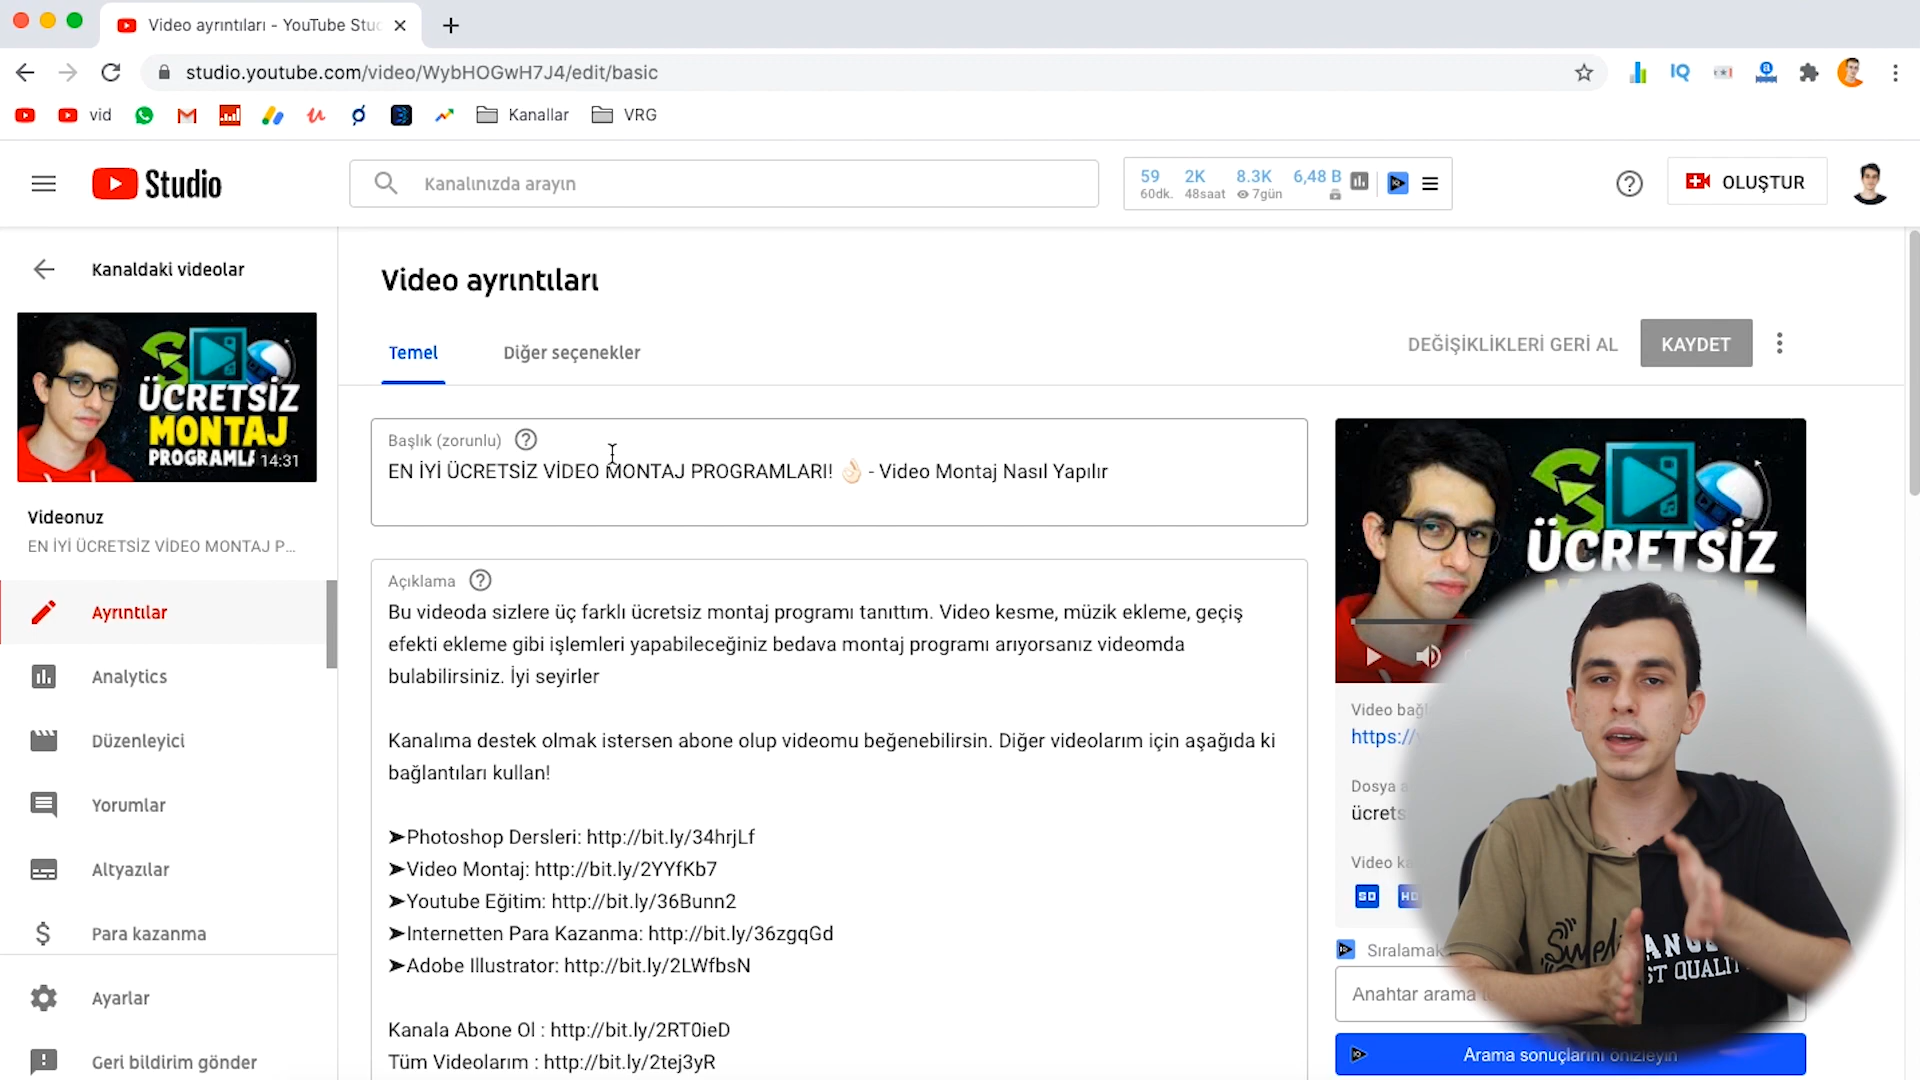 Video ayrıntıları - YouTube Stu
studio.youtube.com/video/WybHOGwH7J4/edit/basic
IQ
vid
Kanallar
VRG
Studio
Kanalınızda arayın
59 2K 8.3K 6,48 B
60dk. 48saat 7gün
OLUŞTUR
Kanaldaki videolar
ÜCRETSİZ
MONTAJ
PROGRAMLA
14:31
Videonuz
EN İYİ ÜCRETSİZ VİDEO MONTAJ P...
Ayrıntılar
Analytics
Düzenleyici
Yorumlar
Altyazılar
Para kazanma
Ayarlar
Geri bildirim gönder
Video ayrıntıları
Temel
Diğer seçenekler
DEĞİŞİKLİKLERİ GERİ AL
KAYDET
Başlık (zorunlu)
EN İYİ ÜCRETSİZ VİDEO MONTAJ PROGRAMLARI! 👌🏻 - Video Montaj Nasıl Yapılır
Açıklama
Bu videoda sizlere üç farklı ücretsiz montaj programı tanıttım. Video kesme, müzik ekleme, geçiş
efekti ekleme gibi işlemleri yapabileceğiniz bedava montaj programı arıyorsanız videomda
bulabilirsiniz. İyi seyirler
Kanalıma destek olmak istersen abone olup videomu beğenebilirsin. Diğer videolarım için aşağıda ki
bağlantıları kullan!
➤Photoshop Dersleri: http://bit.ly/34hrjLf
➤Video Montaj: http://bit.ly/2YYfKb7
➤Youtube Eğitim: http://bit.ly/36Bunn2
➤Internetten Para Kazanma: http://bit.ly/36zgqGd
➤Adobe Illustrator: http://bit.ly/2LWfbsN
Kanala Abone Ol : http://bit.ly/2RT0ieD
Tüm Videolarım : http://bit.ly/2tej3yR
ÜCRETSİZ
Video bağl
https://
Dosya a
ücrets
Video ka
SD HD
Sıralamak
Anahtar arama
Arama sonuçlarını önizleyin